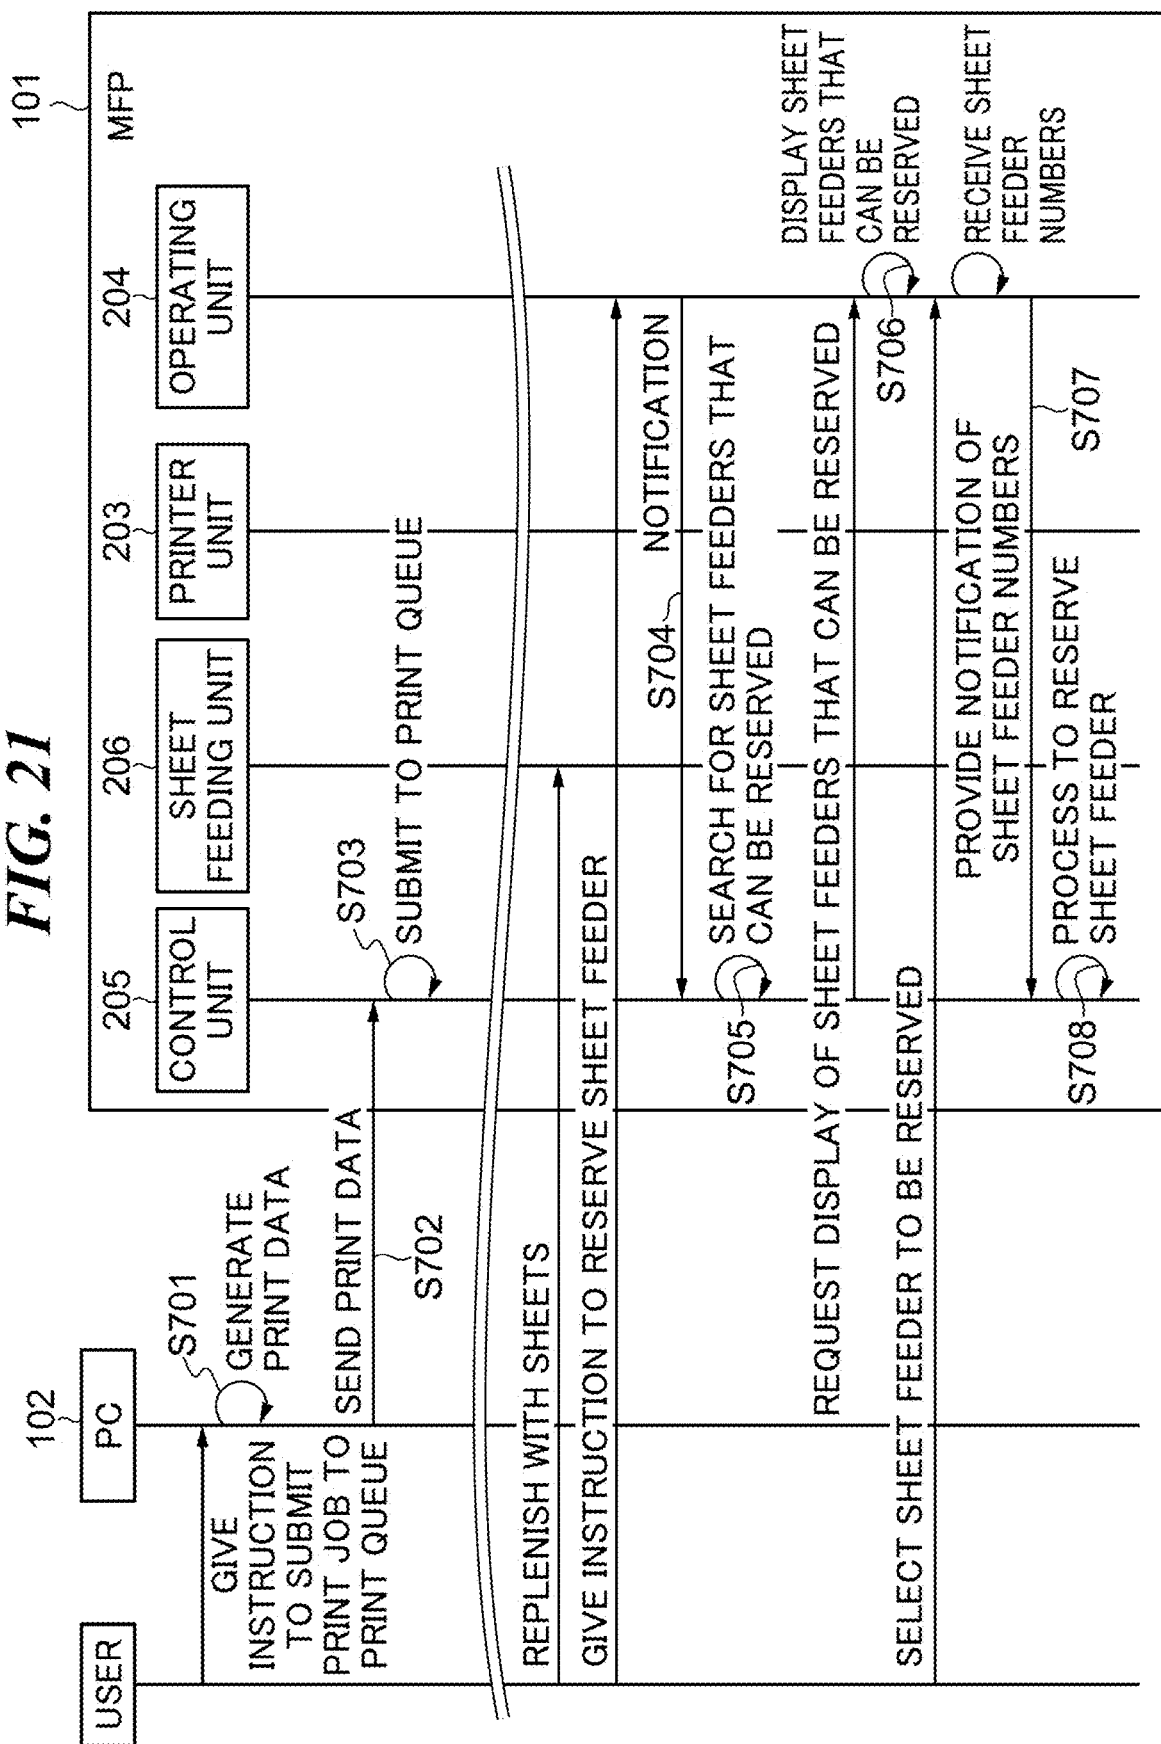 FIG. 21
101
MFP
102
205
206
203
204
USER
PC
CONTROL
UNIT
SHEET
FEEDING UNIT
PRINTER
UNIT
OPERATING
UNIT
GIVE
INSTRUCTION
TO SUBMIT
PRINT JOB TO
PRINT QUEUE
S701
GENERATE
PRINT DATA
SEND PRINT DATA
S702
S703
SUBMIT TO PRINT QUEUE
REPLENISH WITH SHEETS
GIVE INSTRUCTION TO RESERVE SHEET FEEDER
NOTIFICATION
S704
SEARCH FOR SHEET FEEDERS THAT
CAN BE RESERVED
S705
REQUEST DISPLAY OF SHEET FEEDERS THAT CAN BE RESERVED
DISPLAY SHEET
FEEDERS THAT
CAN BE
RESERVED
S706
SELECT SHEET FEEDER TO BE RESERVED
RECEIVE SHEET
FEEDER
NUMBERS
PROVIDE NOTIFICATION OF
SHEET FEEDER NUMBERS
S707
PROCESS TO RESERVE
SHEET FEEDER
S708